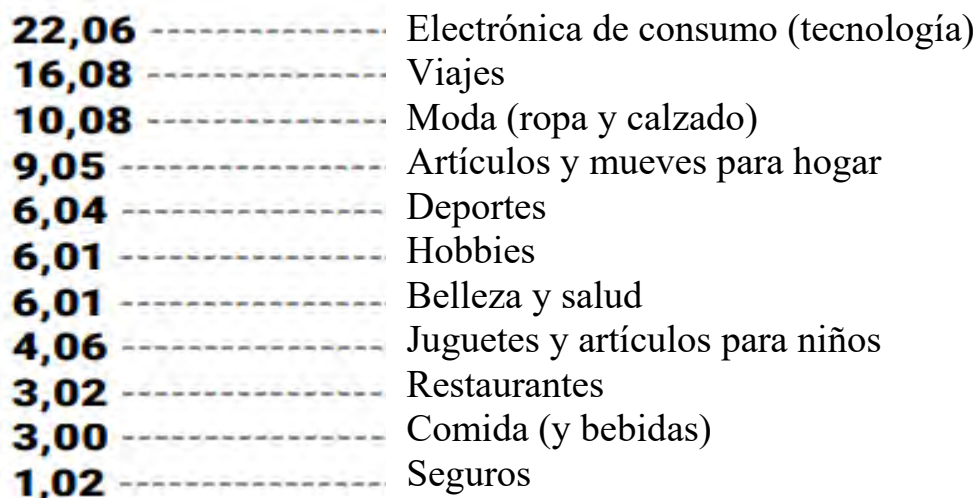 22,06 Electrónica de consumo (tecnología)
16,08 Viajes
10,08 Moda (ropa y calzado)
9,05 Artículos y mueves para hogar
6,04 Deportes
6,01 Hobbies
6,01 Belleza y salud
4,06 Juguetes y artículos para niños
3,02 Restaurantes
3,00 Comida (y bebidas)
1,02 Seguros